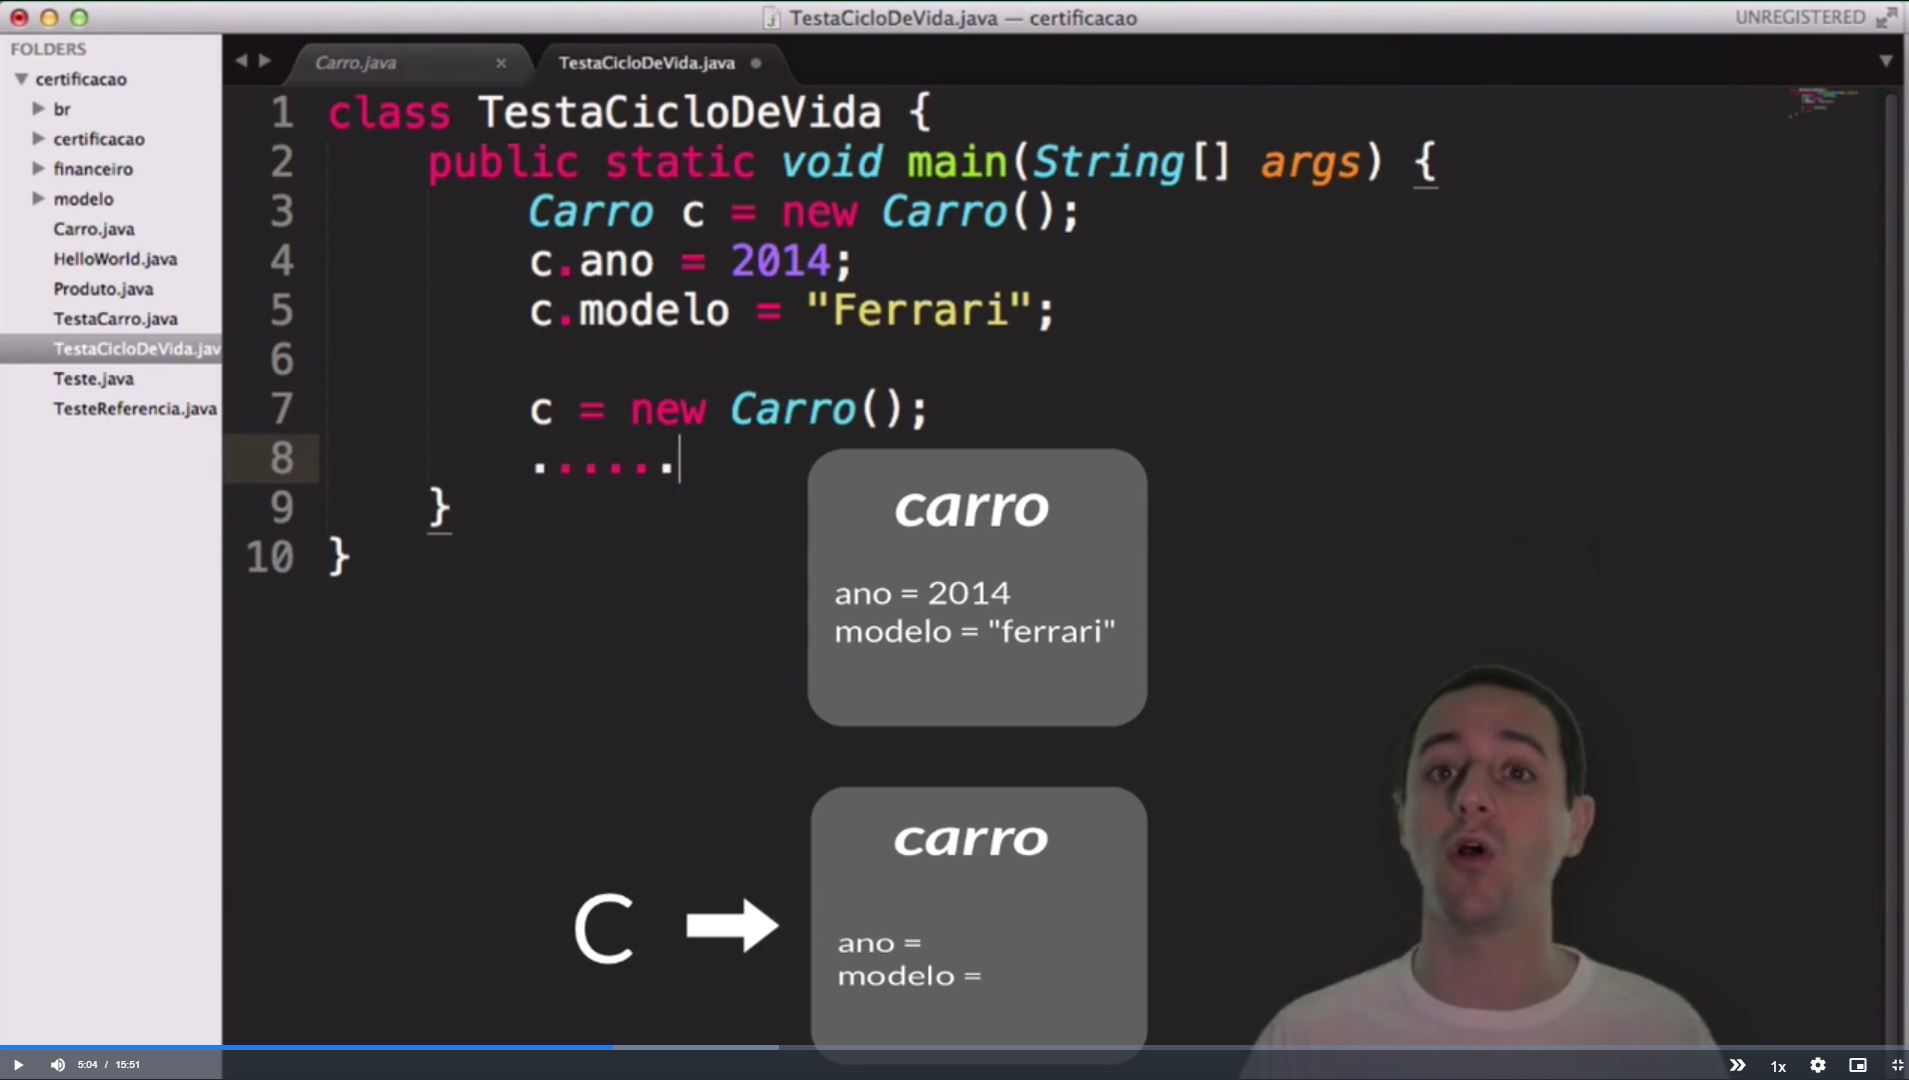 TestaCicloDeVida.java — certificacao
UNREGISTERED
FOLDERS
certificacao
br
certificacao
financeiro
modelo
Carro.java
HelloWorld.java
Produto.java
TestaCarro.java
TestaCicloDeVida.jav
Teste.java
TesteReferencia.java
Carro.java × TestaCicloDeVida.java
1 class TestaCicloDeVida {
2 public static void main(String[] args) {
3 Carro c = new Carro();
4 c.ano = 2014;
5 c.modelo = "Ferrari";
6
7 c = new Carro();
8 ......
9 }
10 }
carro
ano = 2014
modelo = "ferrari"
C
carro
ano =
modelo =
5:04 / 15:51
1x